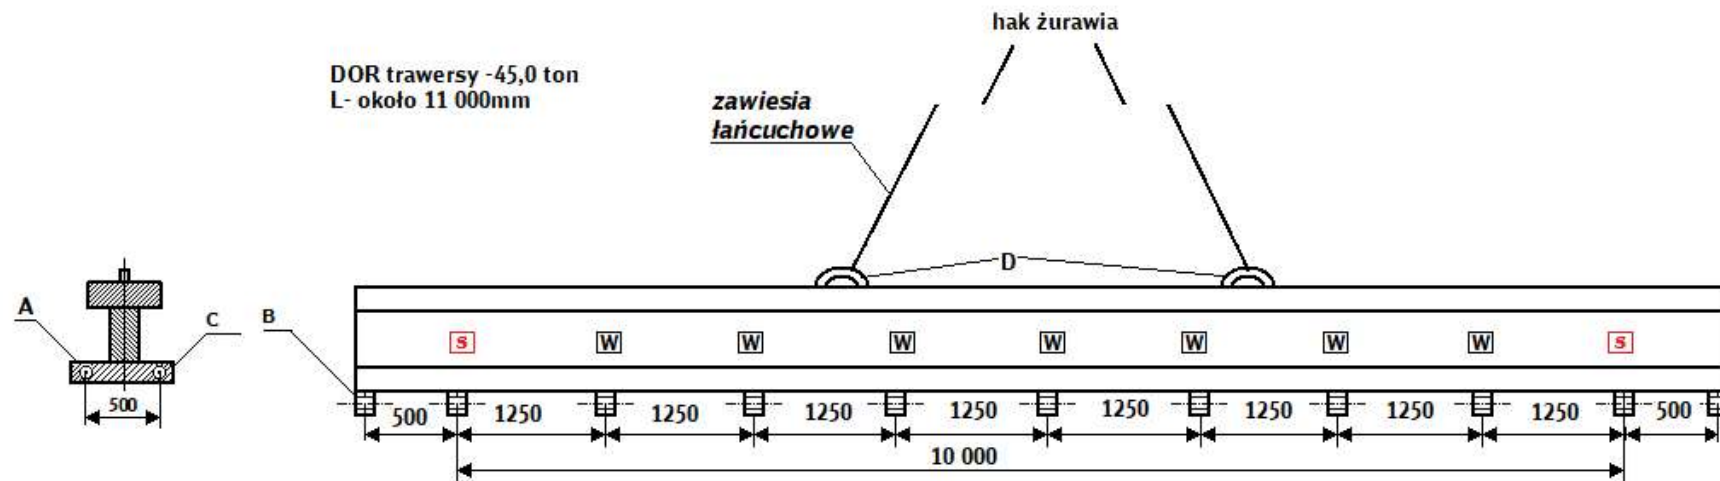 hak żurawia
DOR trawersy -45,0 ton
L- około 11 000mm
zawiesia
łańcuchowe
D
A
C
B
S W W W W W W W S
500
500 1250 1250 1250 1250 1250 1250 1250 1250 500
10 000